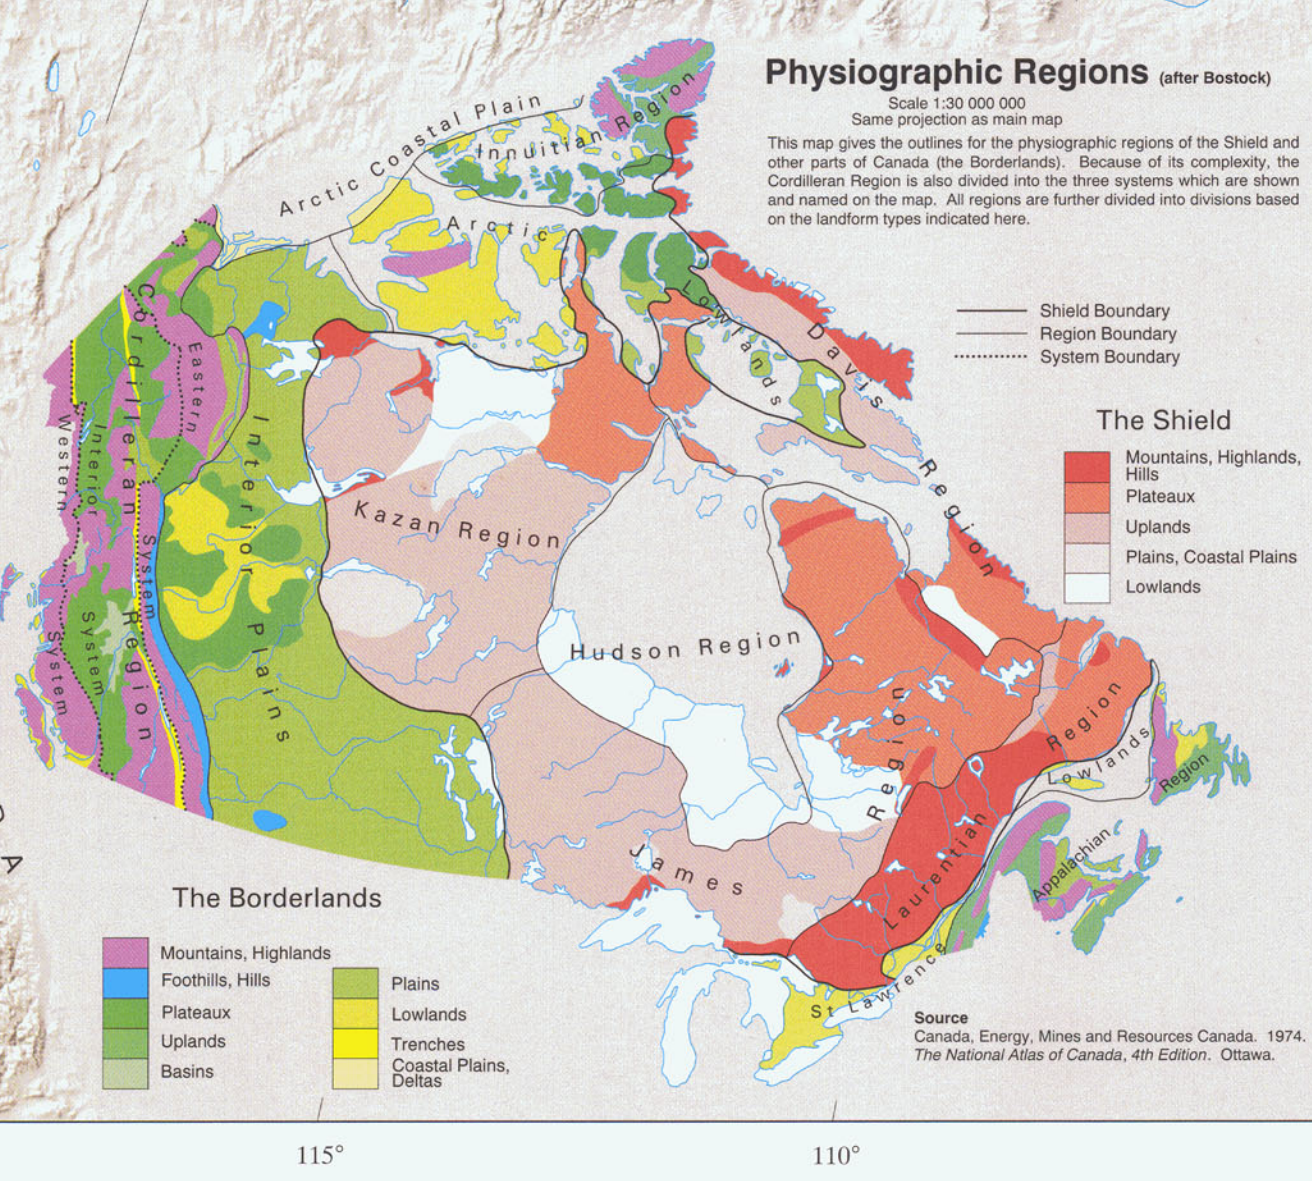 Physiographic Regions (after Bostock)
Scale 1:30 000 000
Same projection as main map
This map gives the outlines for the physiographic regions of the Shield and
other parts of Canada (the Borderlands). Because of its complexity, the
Cordilleran Region is also divided into the three systems which are shown
and named on the map. All regions are further divided into divisions based
on the landform types indicated here.
Arctic Coastal Plain
Innuitian Region
Arctic
Lowlands
Davis
Region
Shield Boundary
Region Boundary
System Boundary
The Shield
Mountains, Highlands,
Hills
Plateaux
Uplands
Plains, Coastal Plains
Lowlands
Cordilleran
Region
Eastern
System
Interior
System
Western
System
Interior
Plains
Kazan Region
Hudson Region
James
Region
Laurentian
Region
St Lawrence
Lowlands
Appalachian
Region
A
The Borderlands
Mountains, Highlands
Foothills, Hills
Plateaux
Uplands
Basins
Plains
Lowlands
Trenches
Coastal Plains,
Deltas
Source
Canada, Energy, Mines and Resources Canada. 1974.
The National Atlas of Canada, 4th Edition. Ottawa.
115°
110°